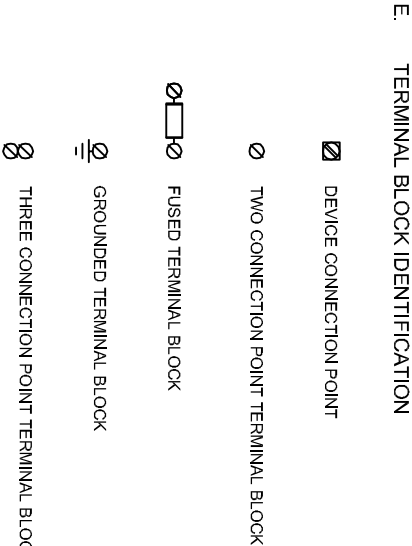 E. TERMINAL BLOCK IDENTIFICATION
DEVICE CONNECTION POINT
TWO CONNECTION POINT TERMINAL BLOCK
FUSED TERMINAL BLOCK
GROUNDED TERMINAL BLOCK
THREE CONNECTION POINT TERMINAL